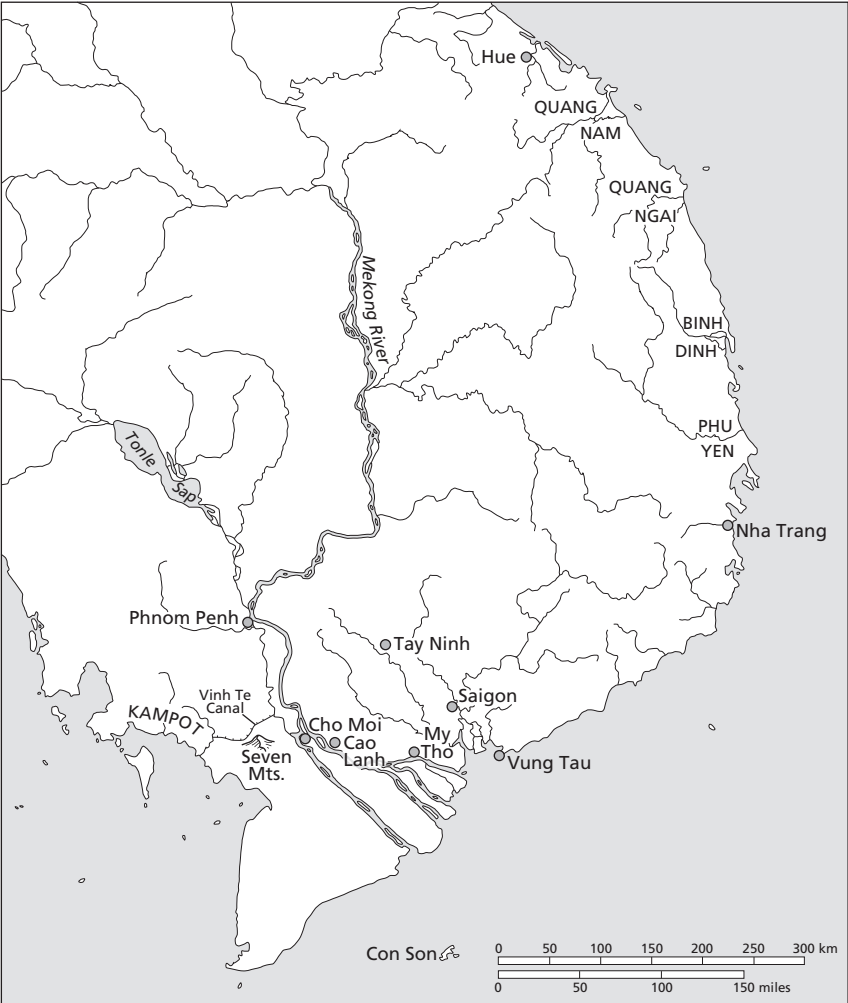 Hue
QUANG
NAM
QUANG
NGAI
Mekong River
BINH
DINH
PHU
YEN
Tonle
Sap
Nha Trang
Phnom Penh
Tay Ninh
Saigon
Vinh Te
Canal
KAMPOT
Cho Moi
Cao
Lanh
My
Tho
Seven
Mts.
Vung Tau
Con Son
0 50 100 150 200 250 300 km
0 50 100 150 miles